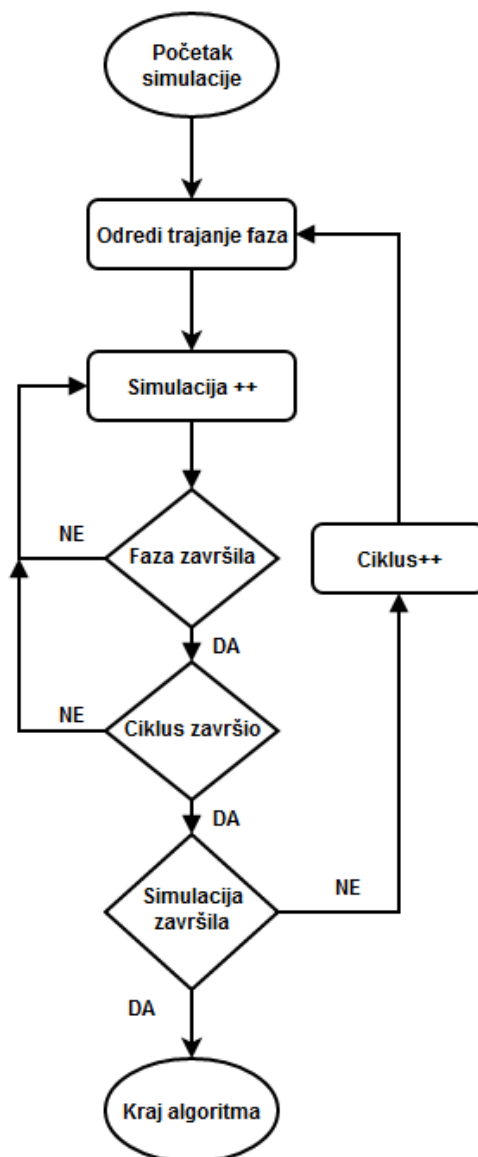 Početak
simulacije
Odredi trajanje faza
Simulacija ++
NE
Faza završila
Ciklus++
DA
NE
Ciklus završio
DA
Simulacija
završila
NE
DA
Kraj algoritma